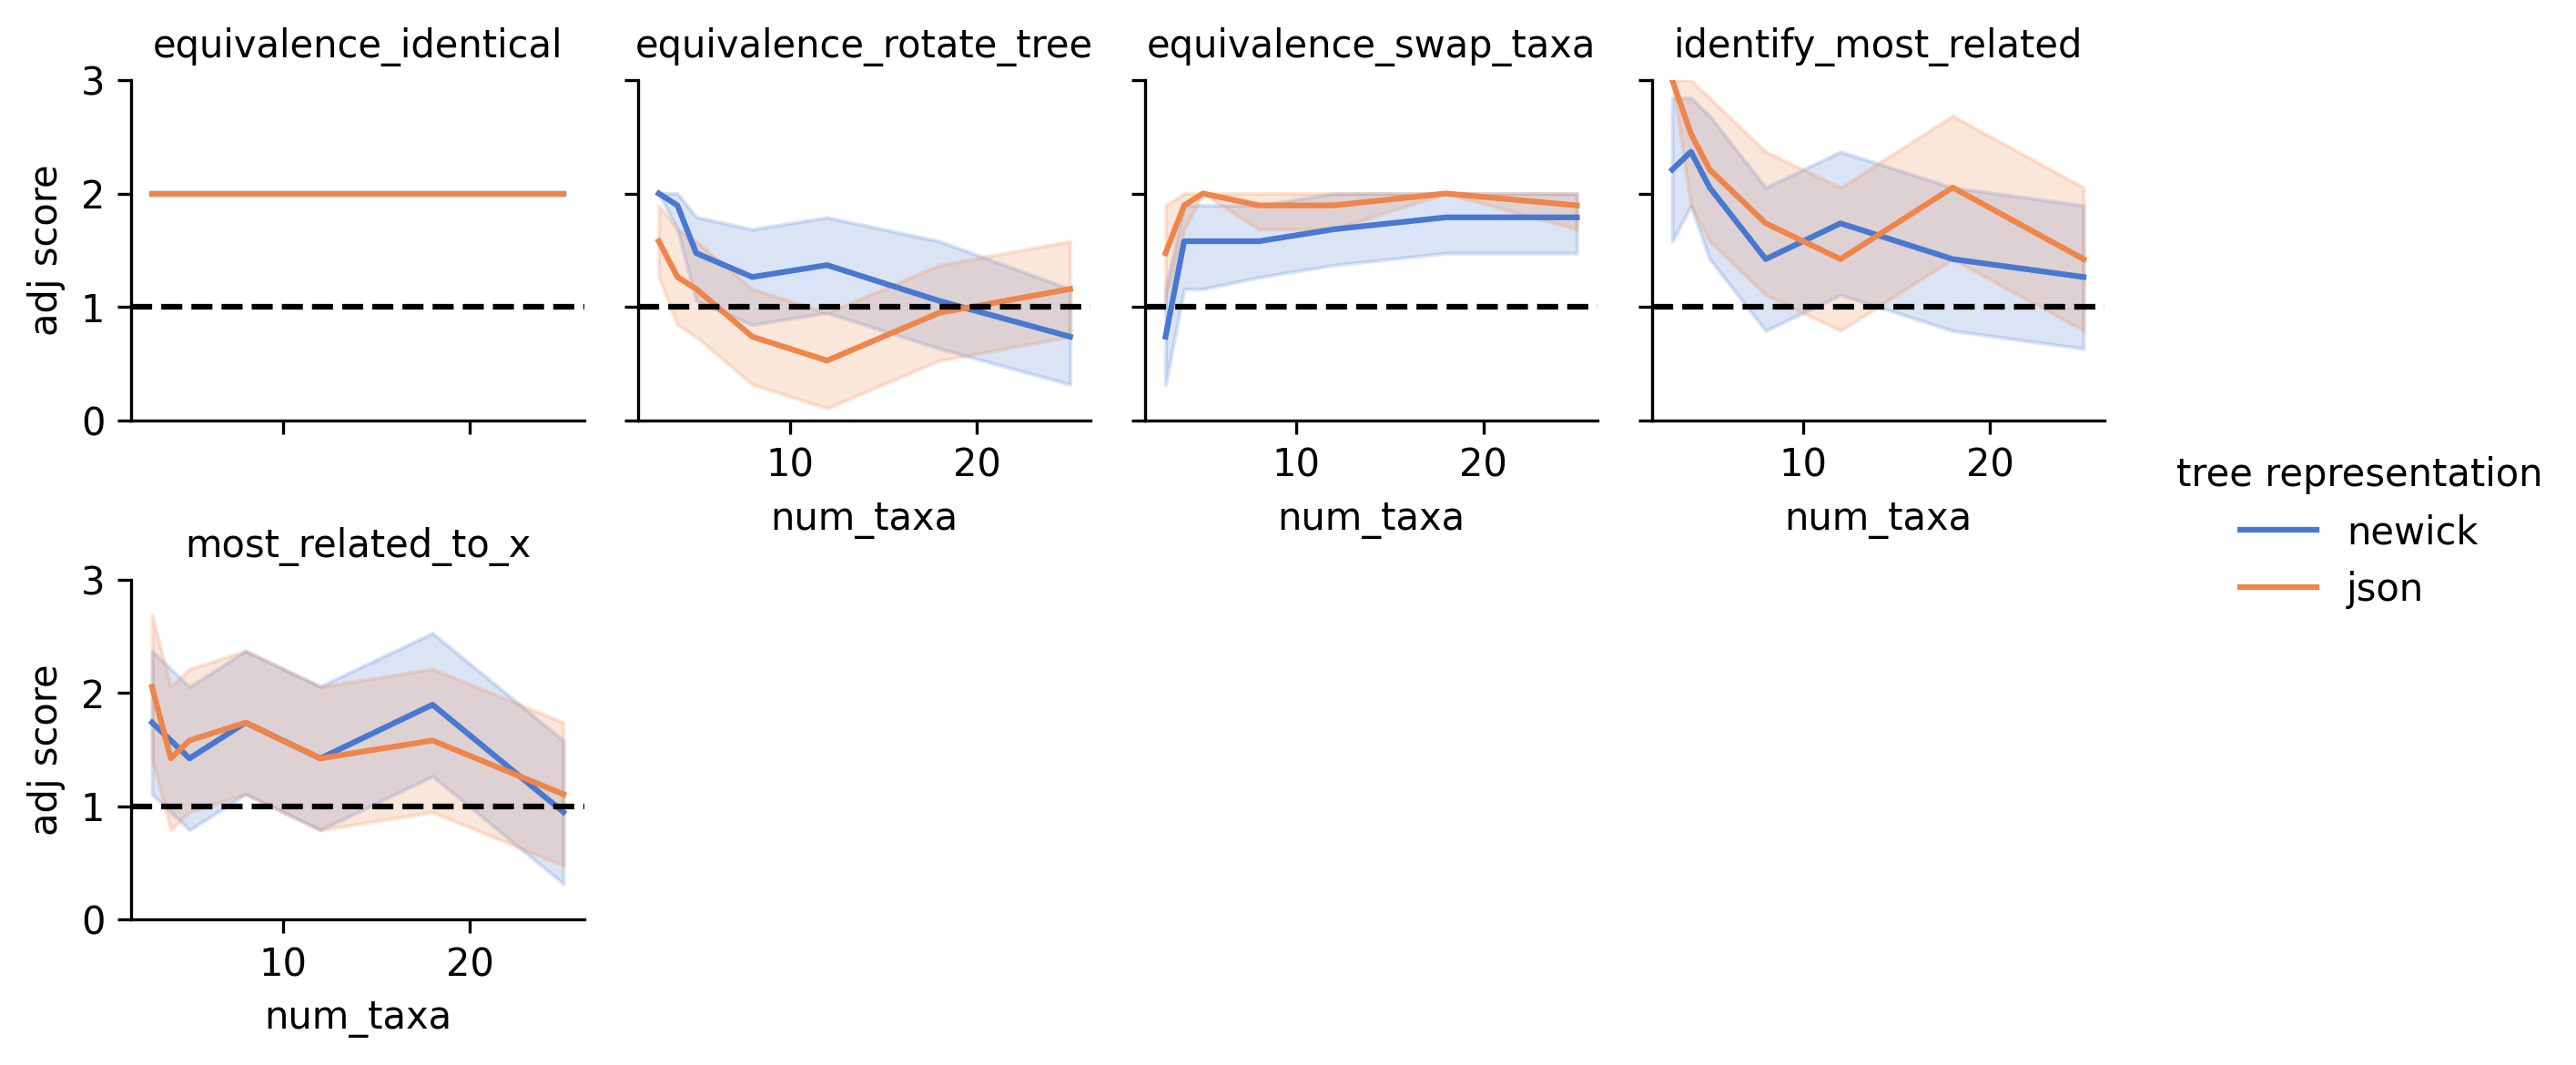 equivalence_identical
equivalence_rotate_tree
equivalence_swap_taxa
identify_most_related
3
2
1
0
adj score
10
20
num_taxa
10
20
num_taxa
10
20
num_taxa
tree representation
newick
json
most_related_to_x
3
2
1
0
adj score
10
20
num_taxa